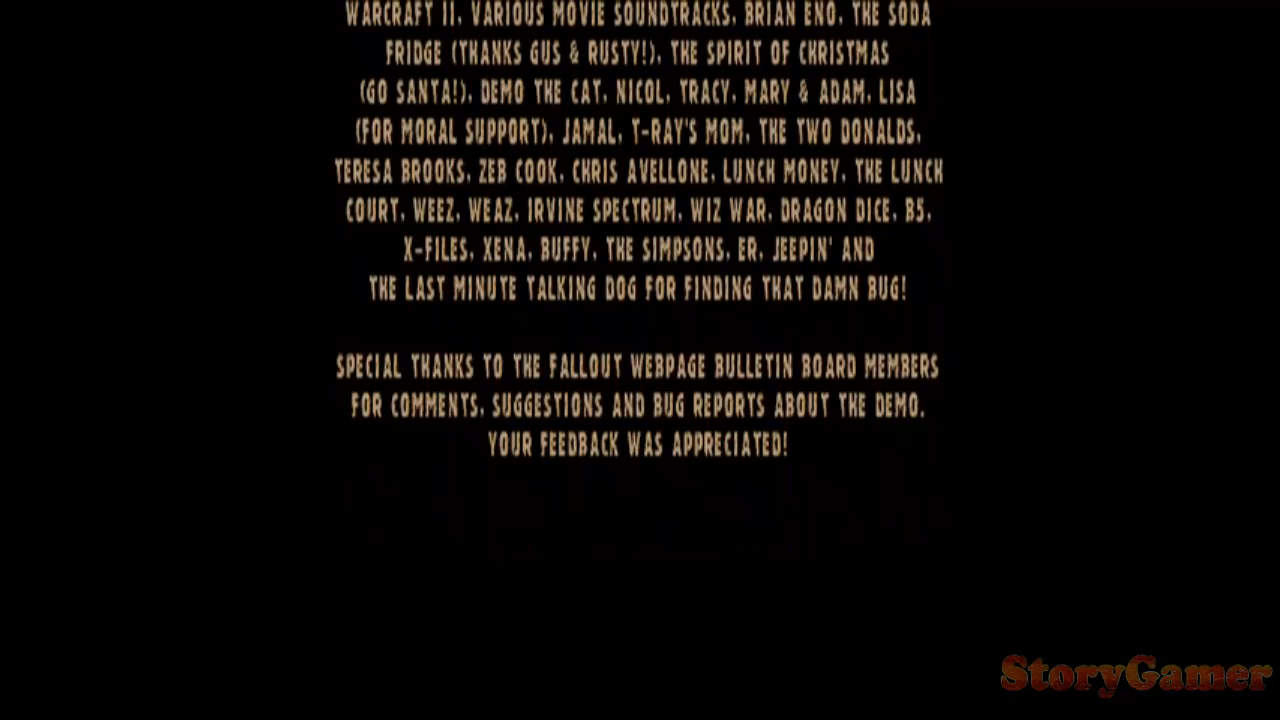 WARCRAFT II, VARIOUS MOVIE SOUNDTRACKS, BRIAN ENO, THE SODA
FRIDGE (THANKS GUS & RUSTY!), THE SPIRIT OF CHRISTMAS
(GO SANTA!), DEMO THE CAT, NICOL, TRACY, MARY & ADAM, LISA
(FOR MORAL SUPPORT), JAMAL, T-RAY'S MOM, THE TWO DONALDS,
TERESA BROOKS, ZEB COOK, CHRIS AVELLONE, LUNCH MONEY, THE LUNCH
COURT, WEEZ, WEAZ, IRVINE SPECTRUM, WIZ WAR, DRAGON DICE, B5,
X-FILES, XENA, BUFFY, THE SIMPSONS, ER, JEEPIN' AND
THE LAST MINUTE TALKING DOG FOR FINDING THAT DAMN BUG!
SPECIAL THANKS TO THE FALLOUT WEBPAGE BULLETIN BOARD MEMBERS
FOR COMMENTS, SUGGESTIONS AND BUG REPORTS ABOUT THE DEMO.
YOUR FEEDBACK WAS APPRECIATED!
StoryGamer